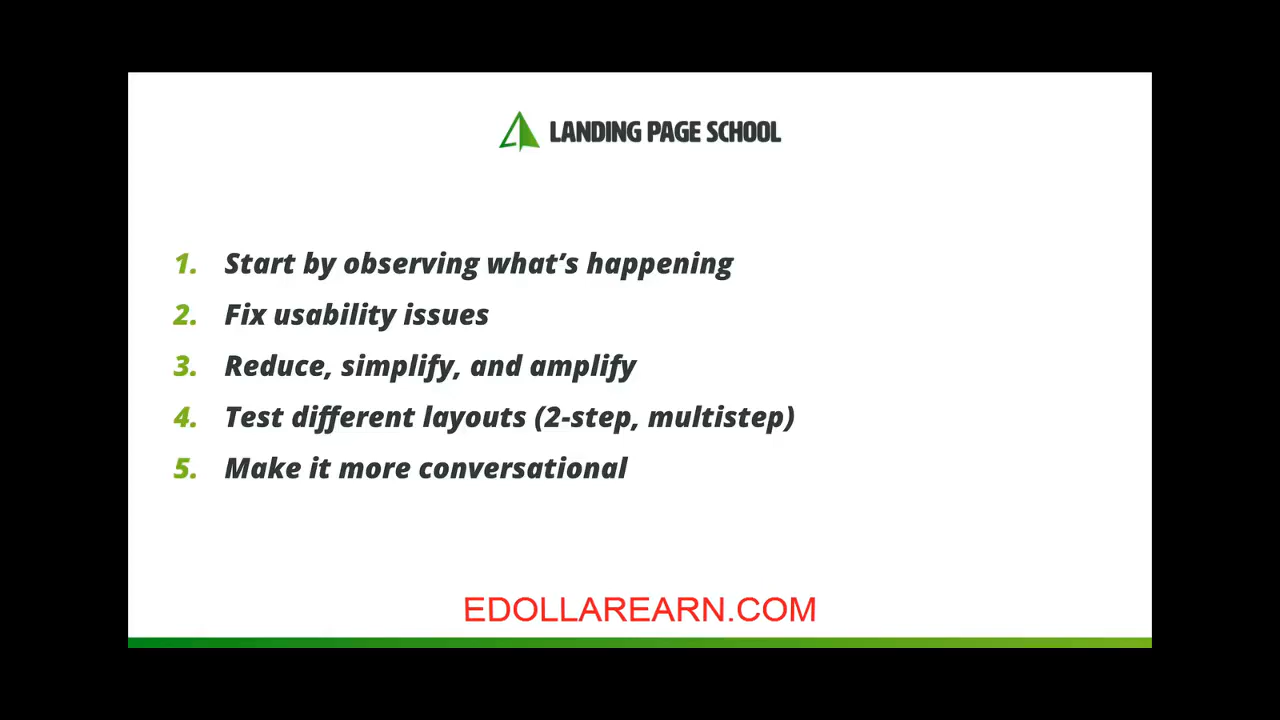 LANDING PAGE SCHOOL
1. Start by observing what’s happening
2. Fix usability issues
3. Reduce, simplify, and amplify
4. Test different layouts (2-step, multistep)
5. Make it more conversational
EDOLLAREARN.COM